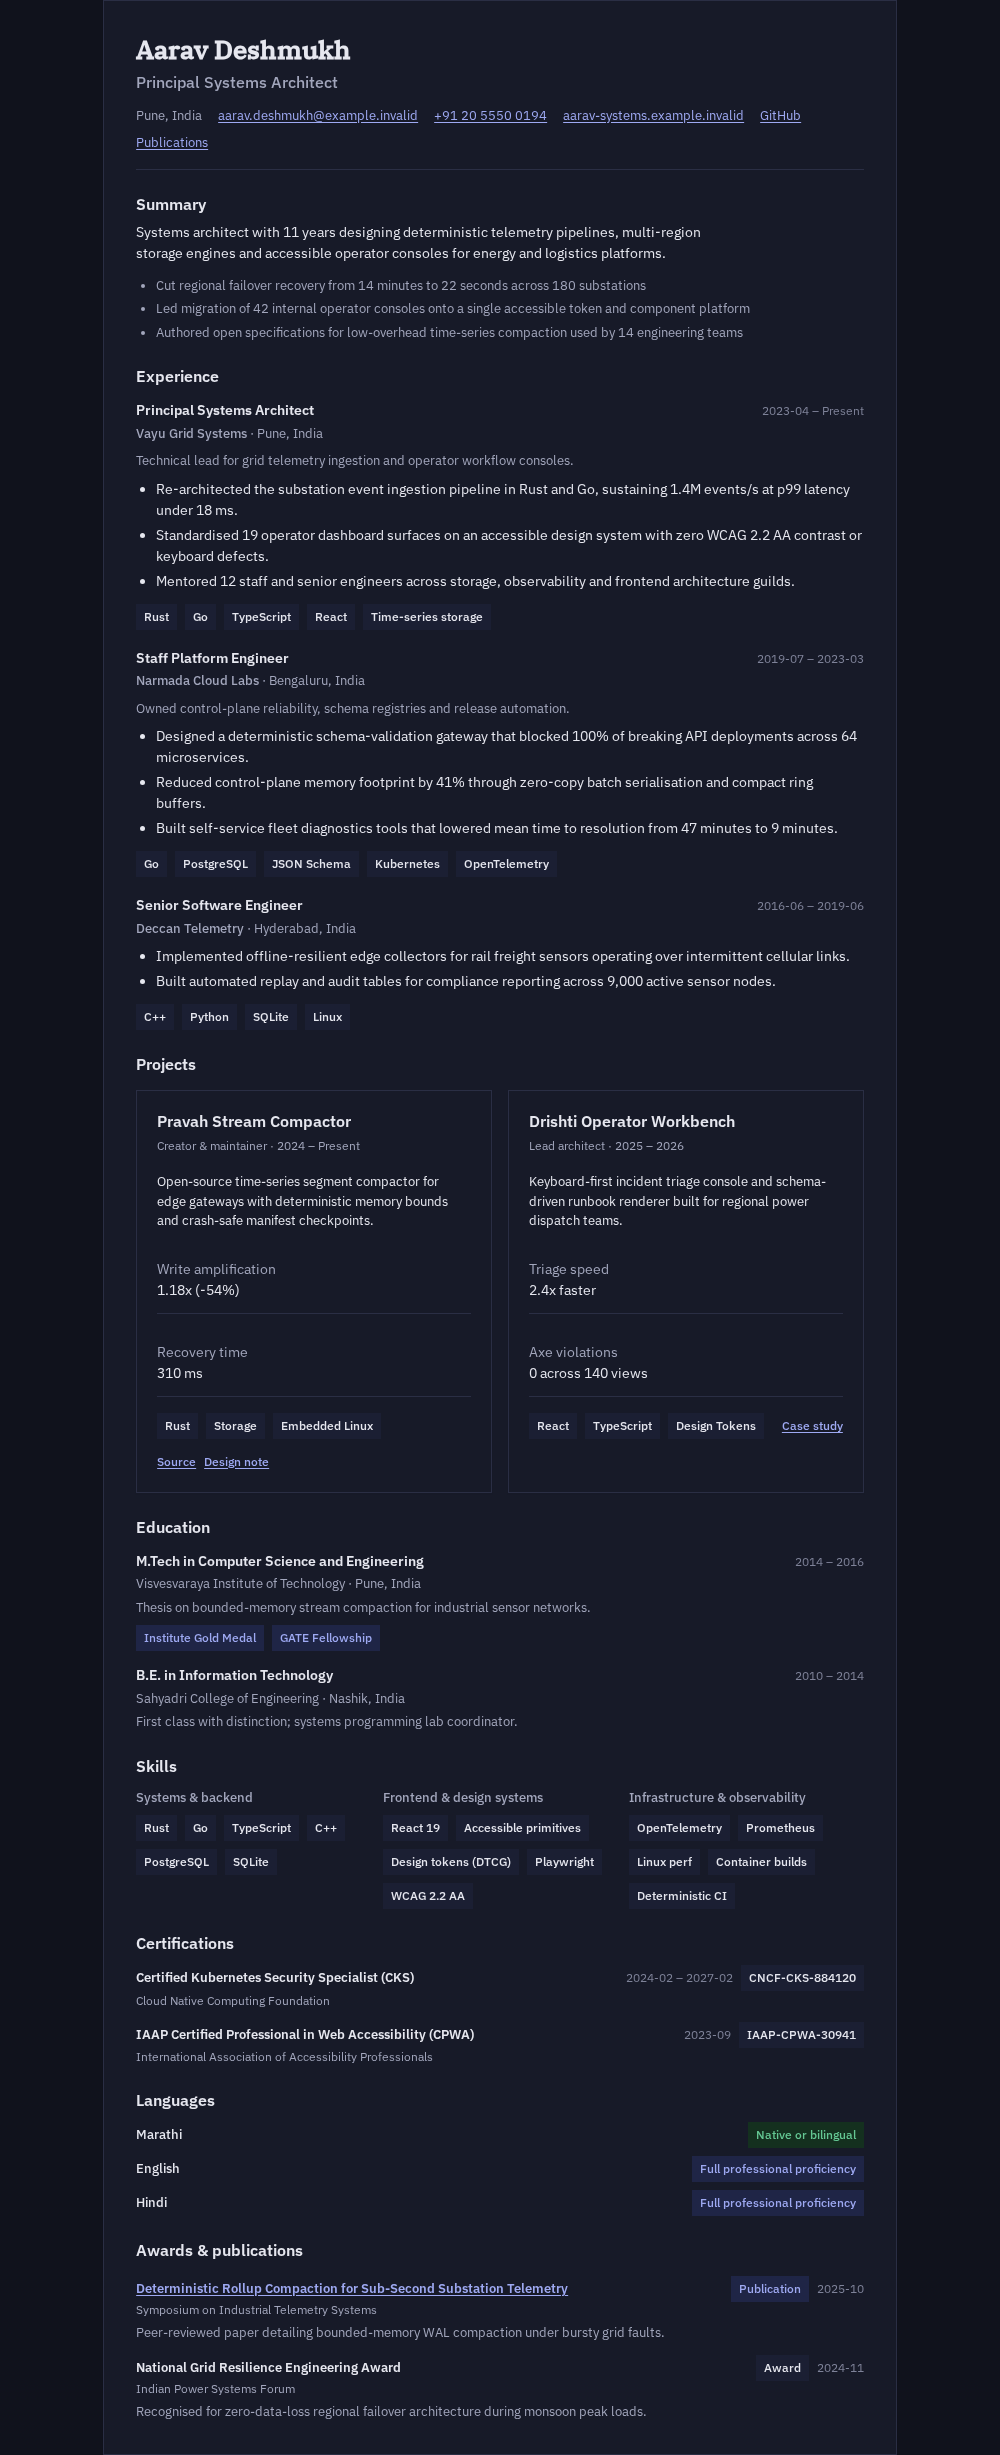 Aarav Deshmukh
Principal Systems Architect
Pune, India aarav.deshmukh@example.invalid +91 20 5550 0194 aarav-systems.example.invalid GitHub
Publications
Summary
Systems architect with 11 years designing deterministic telemetry pipelines, multi-region
storage engines and accessible operator consoles for energy and logistics platforms.
• Cut regional failover recovery from 14 minutes to 22 seconds across 180 substations
• Led migration of 42 internal operator consoles onto a single accessible token and component platform
• Authored open specifications for low-overhead time-series compaction used by 14 engineering teams
Experience
Principal Systems Architect 2023-04 – Present
Vayu Grid Systems · Pune, India
Technical lead for grid telemetry ingestion and operator workflow consoles.
• Re-architected the substation event ingestion pipeline in Rust and Go, sustaining 1.4M events/s at p99 latency
under 18 ms.
• Standardised 19 operator dashboard surfaces on an accessible design system with zero WCAG 2.2 AA contrast or
keyboard defects.
• Mentored 12 staff and senior engineers across storage, observability and frontend architecture guilds.
Rust Go TypeScript React Time-series storage
Staff Platform Engineer 2019-07 – 2023-03
Narmada Cloud Labs · Bengaluru, India
Owned control-plane reliability, schema registries and release automation.
• Designed a deterministic schema-validation gateway that blocked 100% of breaking API deployments across 64
microservices.
• Reduced control-plane memory footprint by 41% through zero-copy batch serialisation and compact ring
buffers.
• Built self-service fleet diagnostics tools that lowered mean time to resolution from 47 minutes to 9 minutes.
Go PostgreSQL JSON Schema Kubernetes OpenTelemetry
Senior Software Engineer 2016-06 – 2019-06
Deccan Telemetry · Hyderabad, India
• Implemented offline-resilient edge collectors for rail freight sensors operating over intermittent cellular links.
• Built automated replay and audit tables for compliance reporting across 9,000 active sensor nodes.
C++ Python SQLite Linux
Projects
Pravah Stream Compactor
Creator & maintainer · 2024 – Present
Open-source time-series segment compactor for
edge gateways with deterministic memory bounds
and crash-safe manifest checkpoints.
Write amplification
1.18x (-54%)
Recovery time
310 ms
Rust Storage Embedded Linux
Source Design note
Drishti Operator Workbench
Lead architect · 2025 – 2026
Keyboard-first incident triage console and schema-
driven runbook renderer built for regional power
dispatch teams.
Triage speed
2.4x faster
Axe violations
0 across 140 views
React TypeScript Design Tokens Case study
Education
M.Tech in Computer Science and Engineering 2014 – 2016
Visvesvaraya Institute of Technology · Pune, India
Thesis on bounded-memory stream compaction for industrial sensor networks.
Institute Gold Medal GATE Fellowship
B.E. in Information Technology 2010 – 2014
Sahyadri College of Engineering · Nashik, India
First class with distinction; systems programming lab coordinator.
Skills
Systems & backend
Rust Go TypeScript C++
PostgreSQL SQLite
Frontend & design systems
React 19 Accessible primitives
Design tokens (DTCG) Playwright
WCAG 2.2 AA
Infrastructure & observability
OpenTelemetry Prometheus
Linux perf Container builds
Deterministic CI
Certifications
Certified Kubernetes Security Specialist (CKS) 2024-02 – 2027-02 CNCF-CKS-884120
Cloud Native Computing Foundation
IAAP Certified Professional in Web Accessibility (CPWA) 2023-09 IAAP-CPWA-30941
International Association of Accessibility Professionals
Languages
Marathi Native or bilingual
English Full professional proficiency
Hindi Full professional proficiency
Awards & publications
Deterministic Rollup Compaction for Sub-Second Substation Telemetry Publication 2025-10
Symposium on Industrial Telemetry Systems
Peer-reviewed paper detailing bounded-memory WAL compaction under bursty grid faults.
National Grid Resilience Engineering Award Award 2024-11
Indian Power Systems Forum
Recognised for zero-data-loss regional failover architecture during monsoon peak loads.